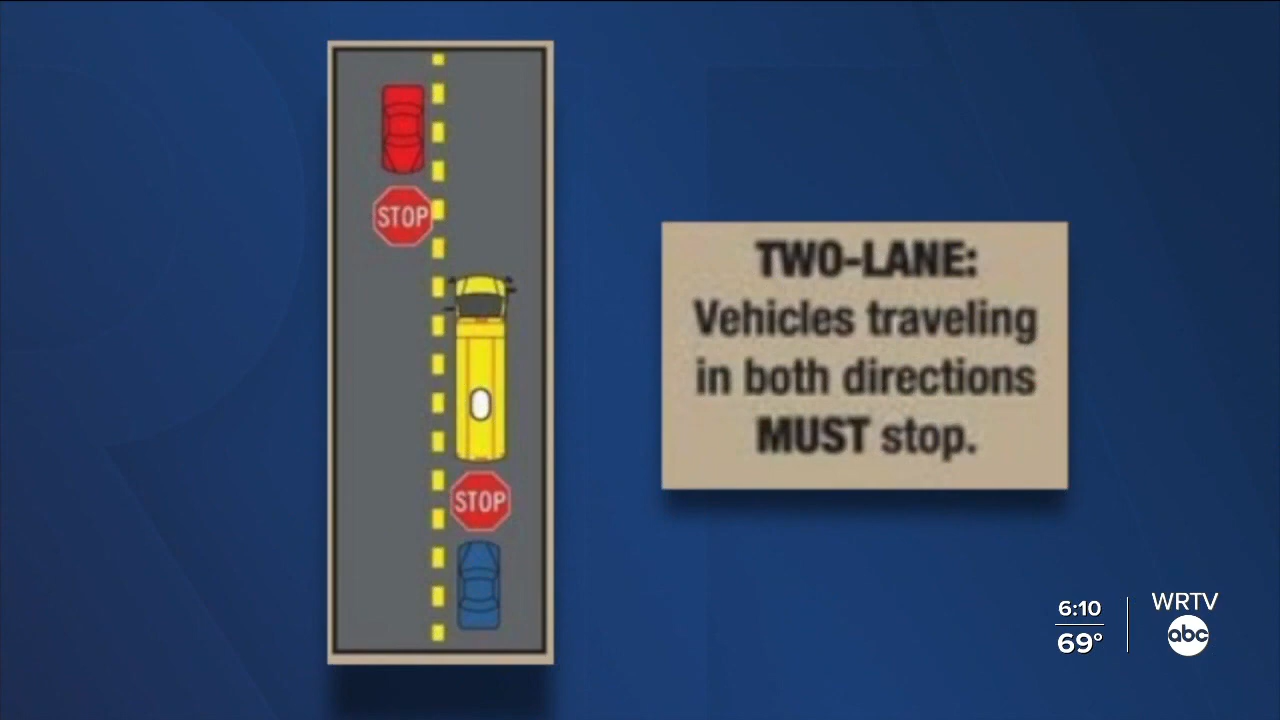 STOP
STOP
TWO-LANE:
Vehicles traveling
in both directions
MUST stop.
6:10
69°
WRTV
abc